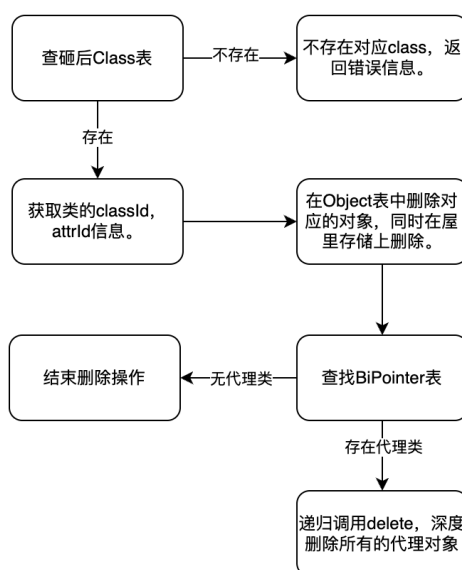 查砸后Class表
不存在
不存在对应class，返
回错误信息。
存在
获取类的classId，
attrId信息。
在Object表中删除对
应的对象，同时在屋
里存储上删除。
结束删除操作
无代理类
查找BiPointer表
存在代理类
递归调用delete，深度
删除所有的代理对象